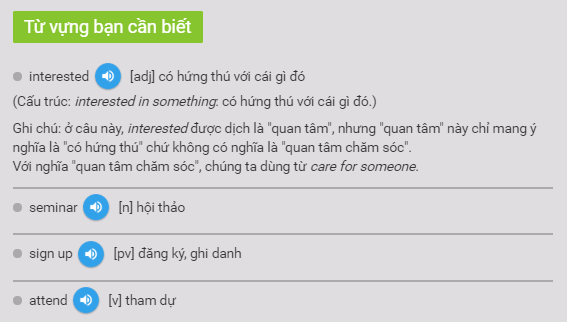 Từ vựng bạn cần biết
interested [adj] có hứng thú với cái gì đó
(Cấu trúc: interested in something: có hứng thú với cái gì đó.)
Ghi chú: ở câu này, interested được dịch là "quan tâm", nhưng "quan tâm" này chỉ mang ý
nghĩa là "có hứng thú" chứ không có nghĩa là "quan tâm chăm sóc".
Với nghĩa "quan tâm chăm sóc", chúng ta dùng từ care for someone.
seminar [n] hội thảo
sign up [pv] đăng ký, ghi danh
attend [v] tham dự